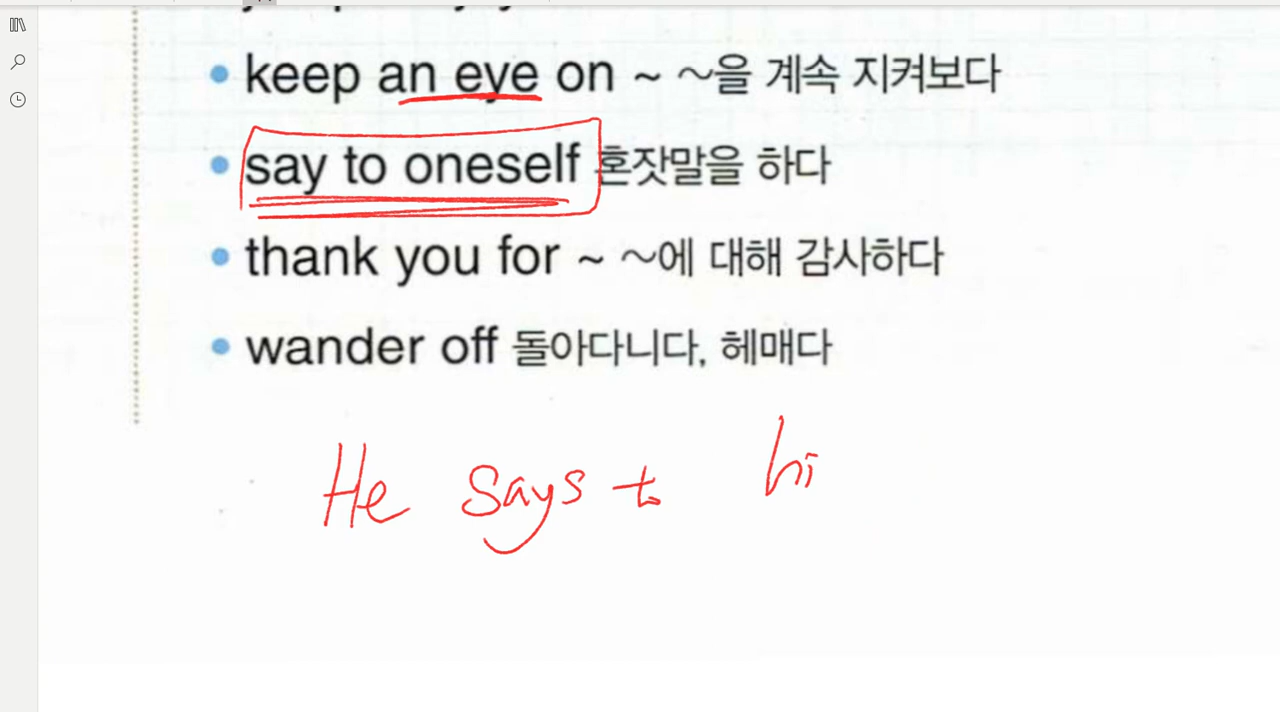 keep an eye on ~ ~을 계속 지켜보다
say to oneself 혼잣말을 하다
thank you for ~ ~에 대해 감사하다
wander off 돌아다니다, 헤매다
He says to hi